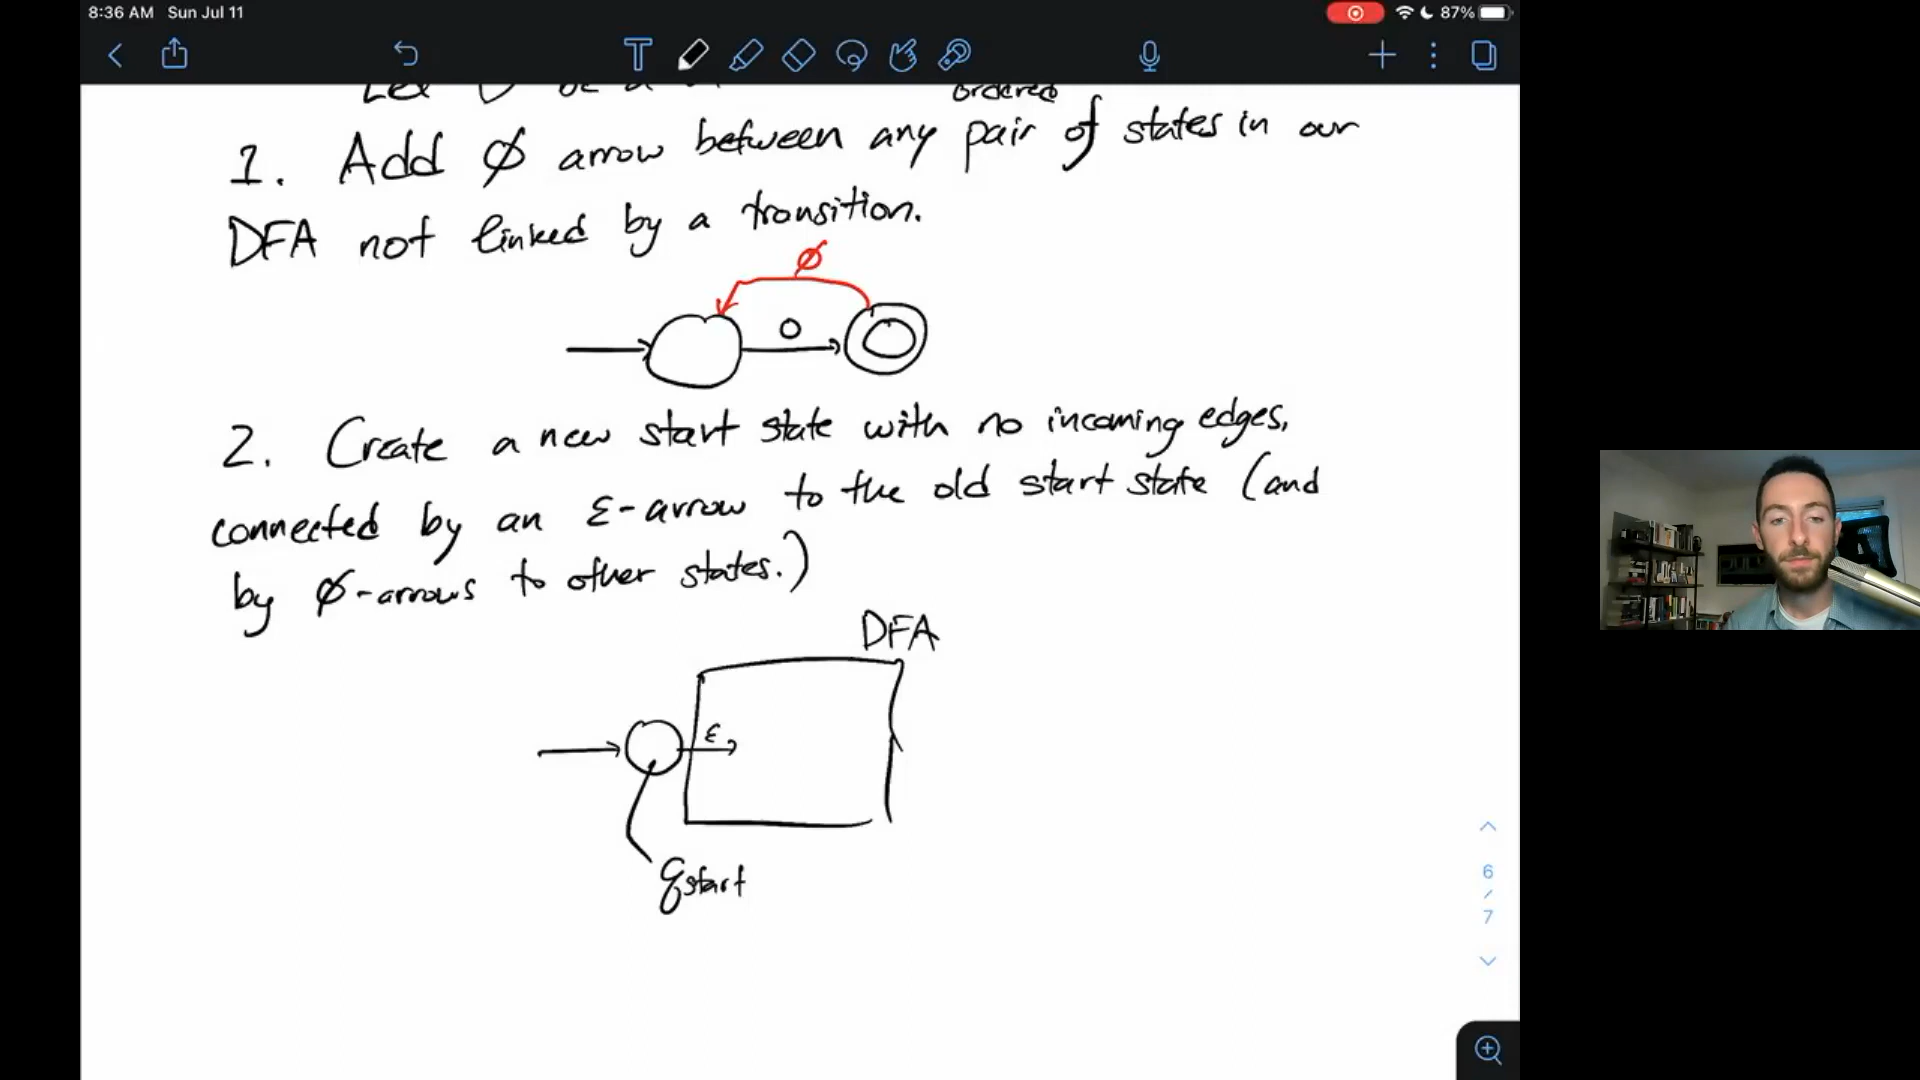 8:36 AM Sun Jul 11 87%
Let D be a
ordered
1. Add ∅ arrow between any pair of states in our
DFA not linked by a transition.
∅
0
2. Create a new start state with no incoming edges,
connected by an ε-arrow to the old start state (and
by ∅-arrows to other states.)
DFA
ε
qstart
6
/
7